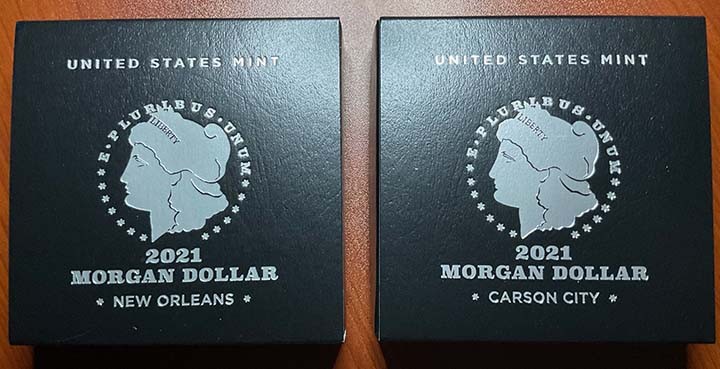 UNITED STATES MINT
E·PLURIBUS·UNUM
LIBERTY
2021
MORGAN DOLLAR
* NEW ORLEANS *
UNITED STATES MINT
E·PLURIBUS·UNUM
LIBERTY
2021
MORGAN DOLLAR
* CARSON CITY *